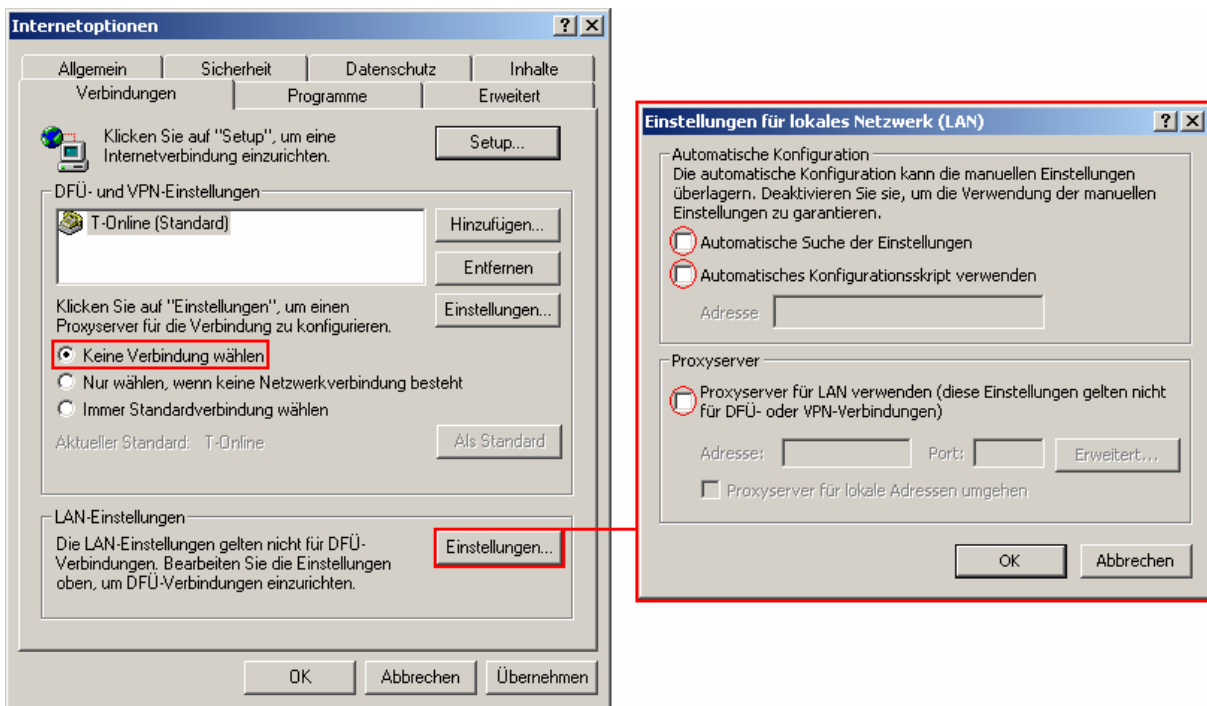 Internetoptionen
Allgemein
Sicherheit
Datenschutz
Inhalte
Verbindungen
Programme
Erweitert
Klicken Sie auf "Setup", um eine
Internetverbindung einzurichten.
Setup...
DFÜ- und VPN-Einstellungen
T-Online (Standard)
Hinzufügen...
Entfernen
Klicken Sie auf "Einstellungen", um einen
Proxyserver für die Verbindung zu konfigurieren.
Einstellungen...
Keine Verbindung wählen
Nur wählen, wenn keine Netzwerkverbindung besteht
Immer Standardverbindung wählen
Aktueller Standard: T-Online
Als Standard
LAN-Einstellungen
Die LAN-Einstellungen gelten nicht für DFÜ-
Verbindungen. Bearbeiten Sie die Einstellungen
oben, um DFÜ-Verbindungen einzurichten.
Einstellungen...
OK
Abbrechen
Übernehmen
Einstellungen für lokales Netzwerk (LAN)
Automatische Konfiguration
Die automatische Konfiguration kann die manuellen Einstellungen
überlagern. Deaktivieren Sie sie, um die Verwendung der manuellen
Einstellungen zu garantieren.
Automatische Suche der Einstellungen
Automatisches Konfigurationsskript verwenden
Adresse
Proxyserver
Proxyserver für LAN verwenden (diese Einstellungen gelten nicht
für DFÜ- oder VPN-Verbindungen)
Adresse:
Port:
Erweitert...
Proxyserver für lokale Adressen umgehen
OK
Abbrechen